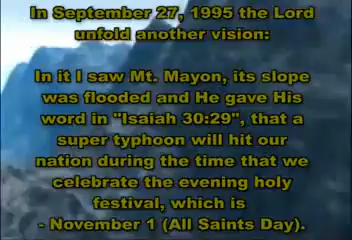 In September 27, 1995 the Lord
unfold another vision:
In it I saw Mt. Mayon, its slope
was flooded and He gave His
word in "Isaiah 30:29", that a
super typhoon will hit our
nation during the time that we
celebrate the evening holy
festival, which is
- November 1 (All Saints Day).